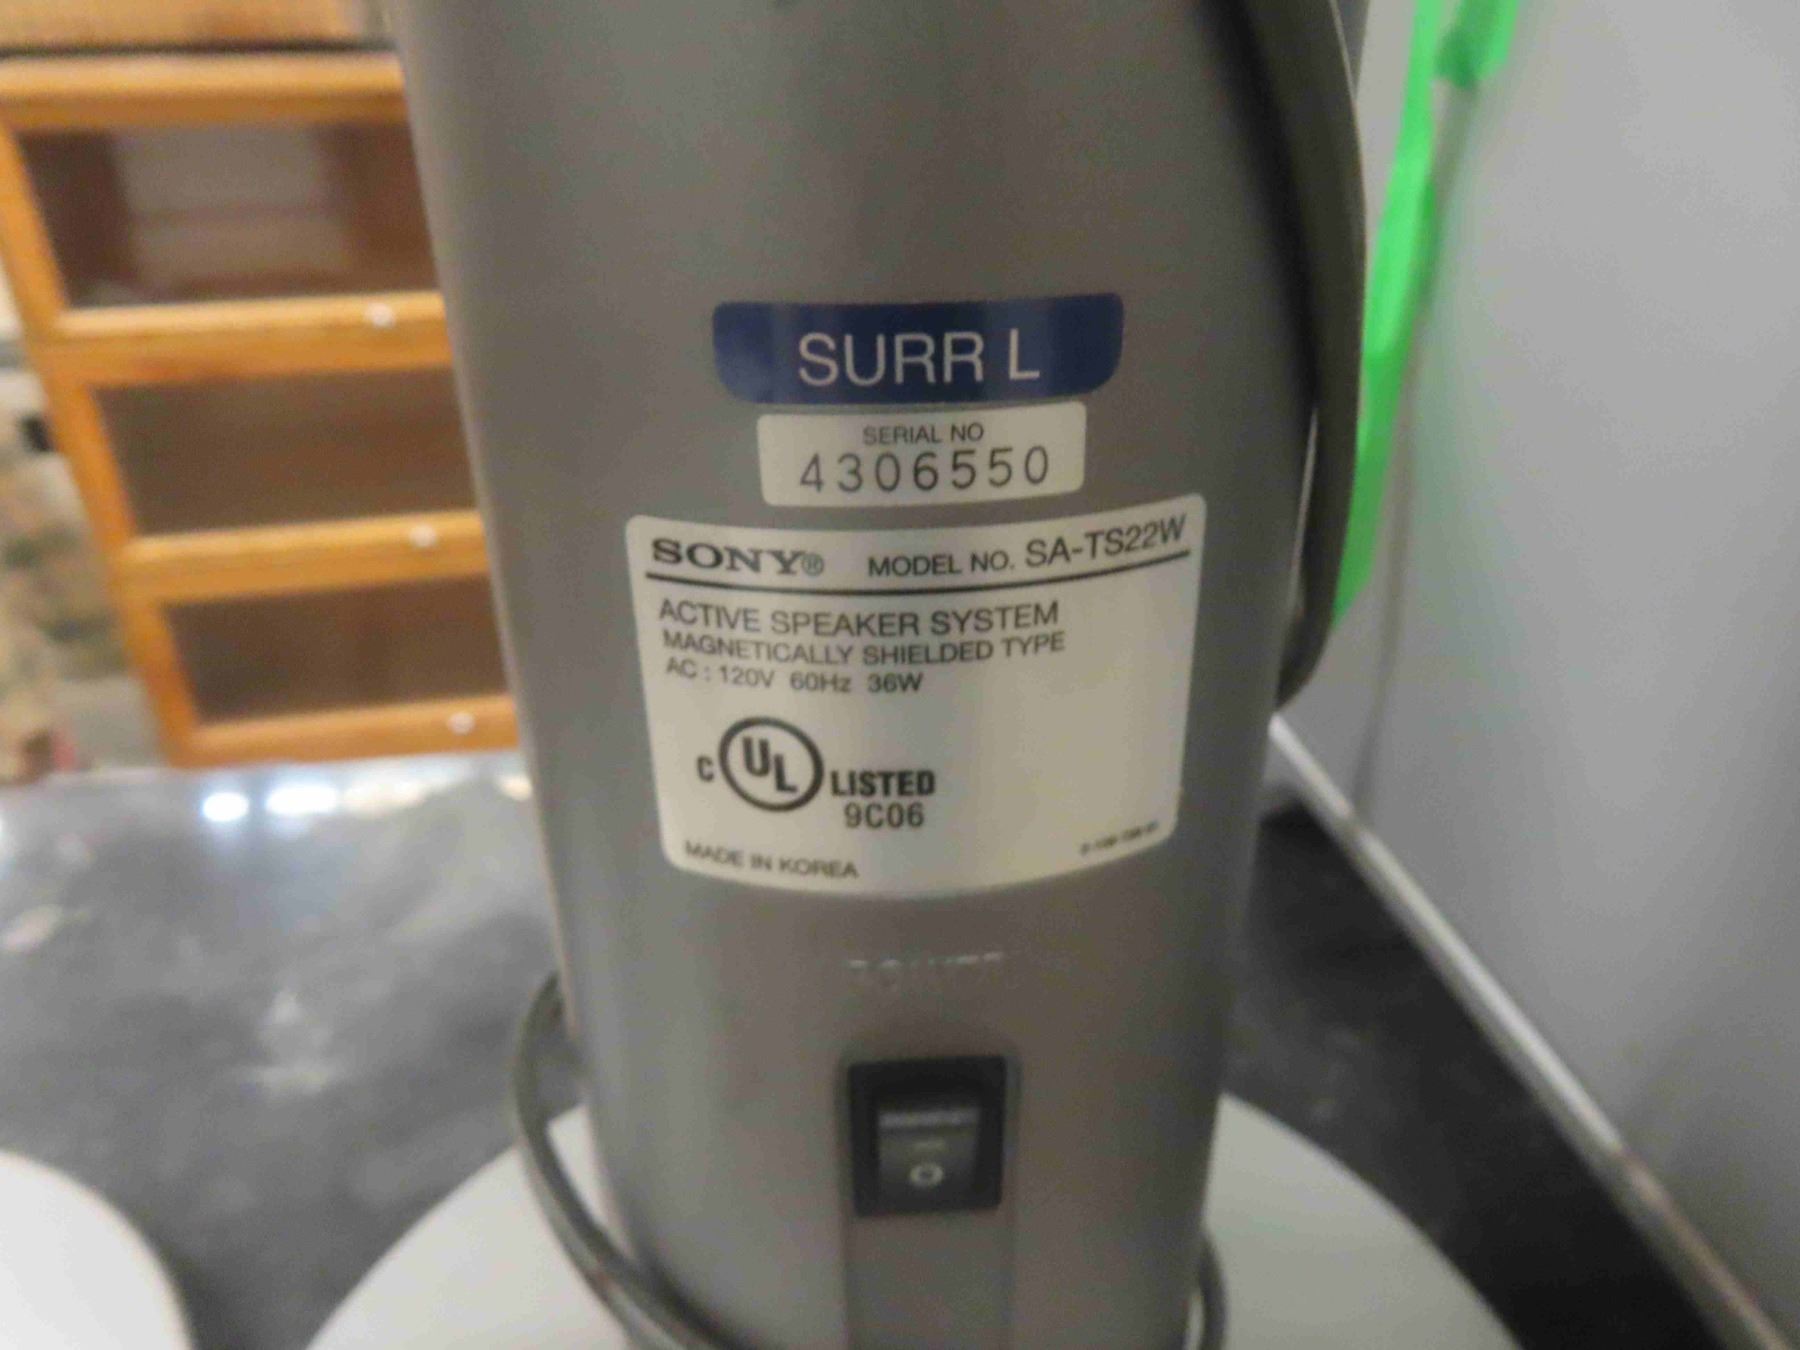 SURR L
SERIAL NO
4306550
SONY® MODEL NO. SA-TS22W
ACTIVE SPEAKER SYSTEM
MAGNETICALLY SHIELDED TYPE
AC : 120V 60Hz 36W
C UL LISTED
9C06
MADE IN KOREA
POWER
O